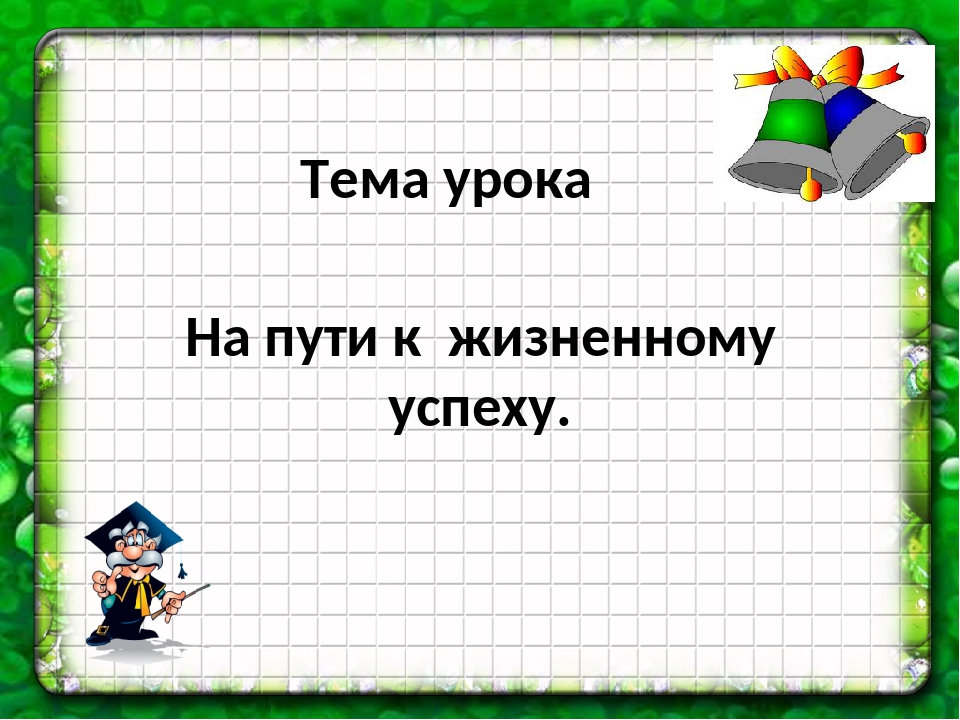 Тема урока
На пути к  жизненному
успеху.